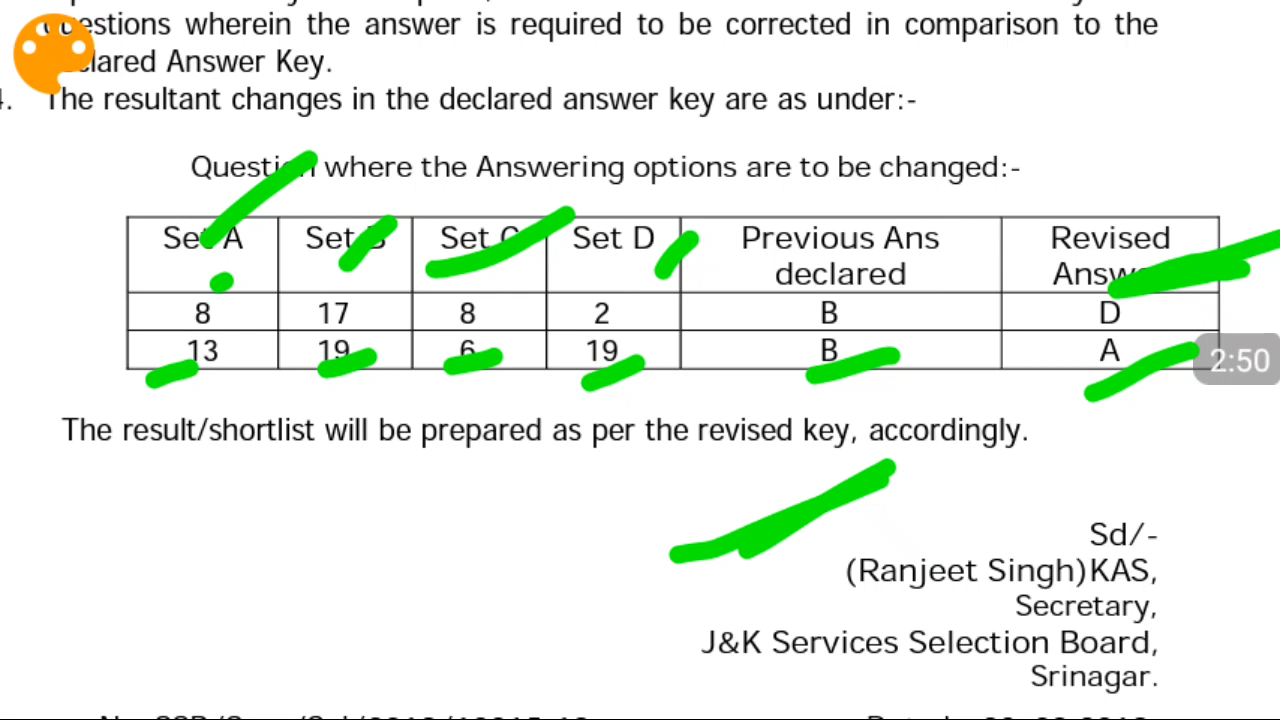 questions wherein the answer is required to be corrected in comparison to the
declared Answer Key.
4. The resultant changes in the declared answer key are as under:-
Question where the Answering options are to be changed:-
Set A Set B Set C Set D Previous Ans declared Revised Answer
8 17 8 2 B D
13 19 6 19 B A
2:50
The result/shortlist will be prepared as per the revised key, accordingly.
Sd/-
(Ranjeet Singh)KAS,
Secretary,
J&K Services Selection Board,
Srinagar.